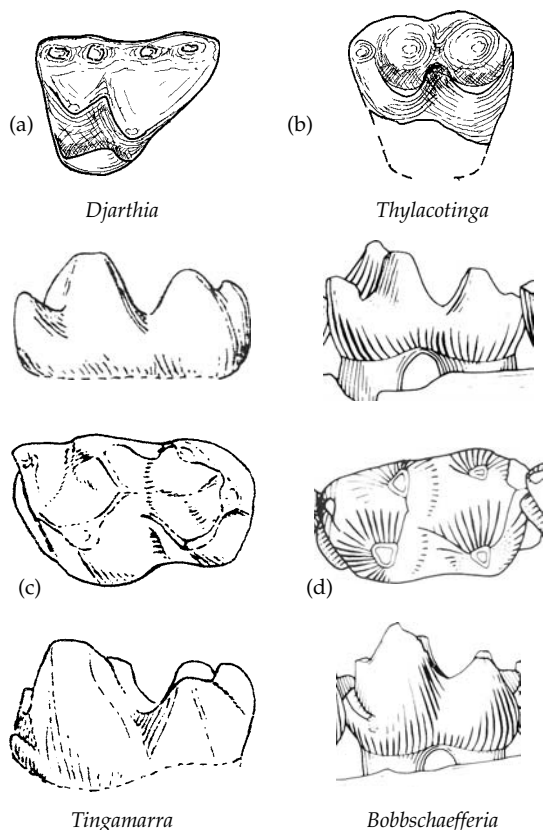 (a)
(b)
Djarthia
Thylacotinga
(c)
(d)
Tingamarra
Bobbschaefferia